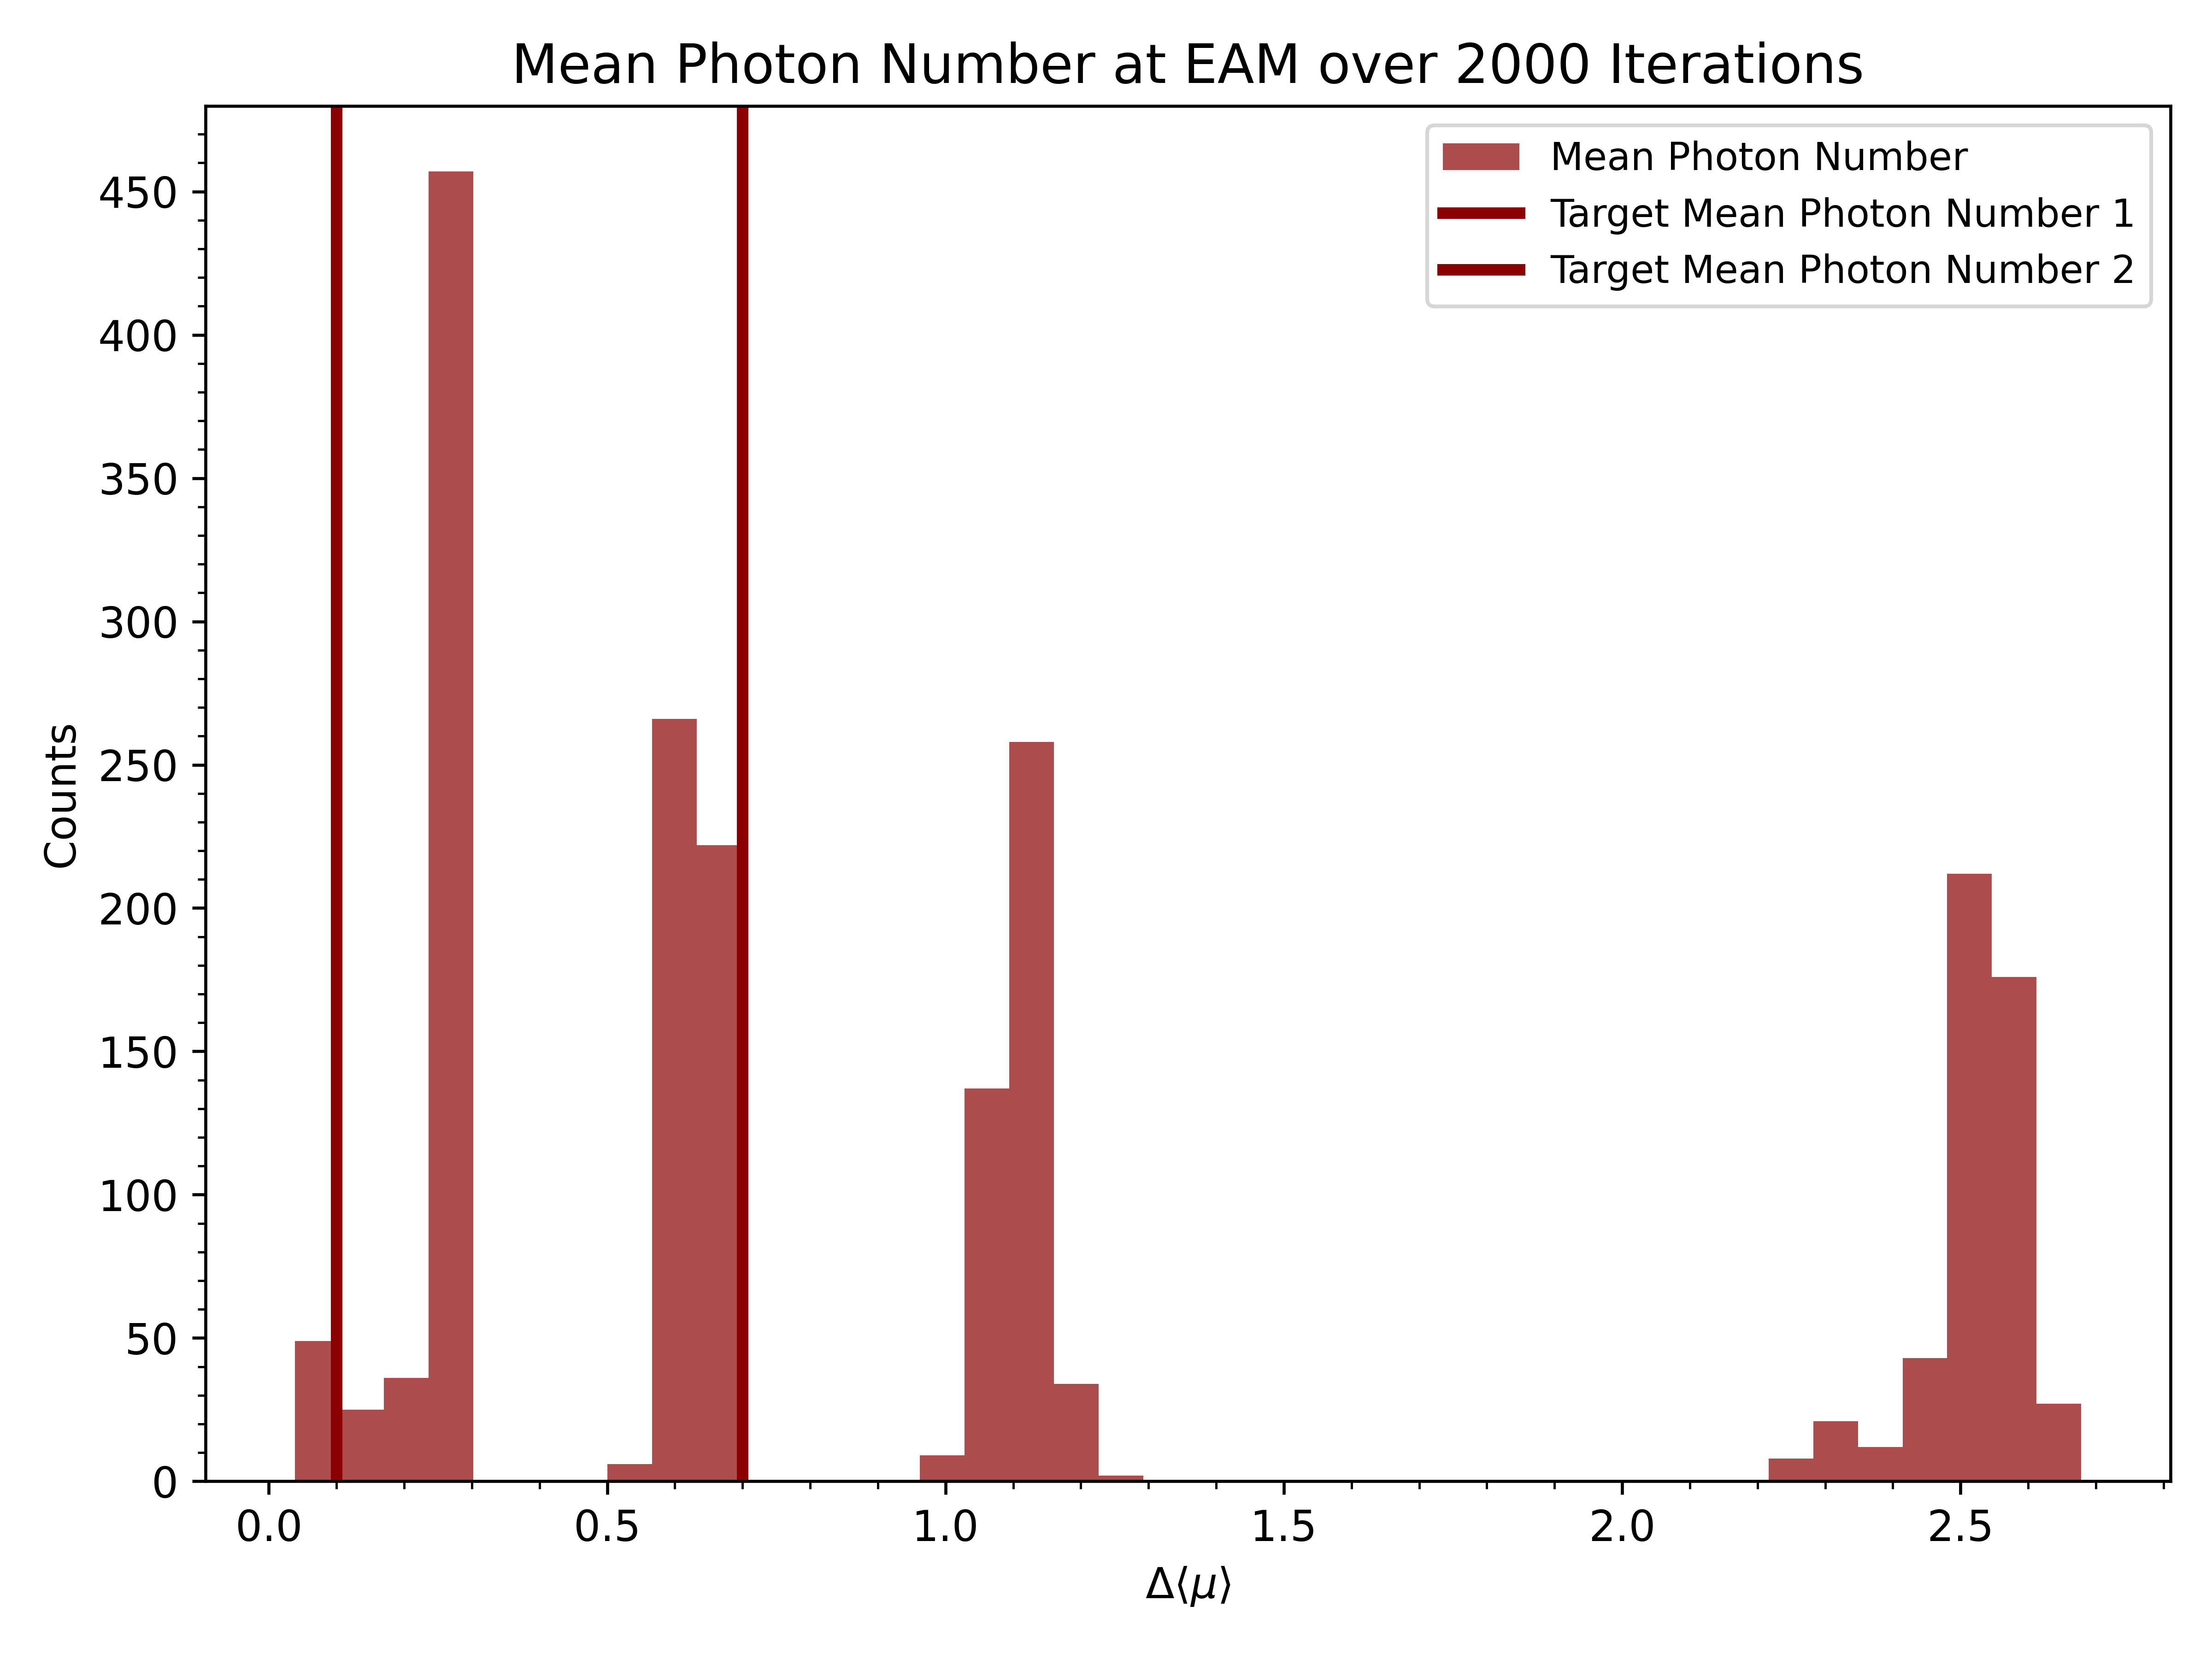 Mean Photon Number at EAM over 2000 Iterations
Mean Photon Number
Target Mean Photon Number 1
Target Mean Photon Number 2
450
400
350
300
250
200
150
100
50
0
Counts
0.0 0.5 1.0 1.5 2.0 2.5
Δ⟨μ⟩